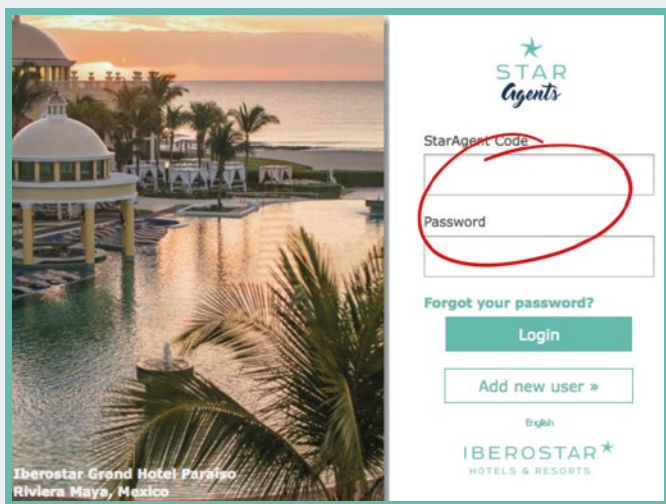 STAR
Agents
StarAgent Code
Password
Forgot your password?
Login
Add new user »
English
IBEROSTAR
HOTELS & RESORTS
Iberostar Grand Hotel Paraiso
Riviera Maya, Mexico